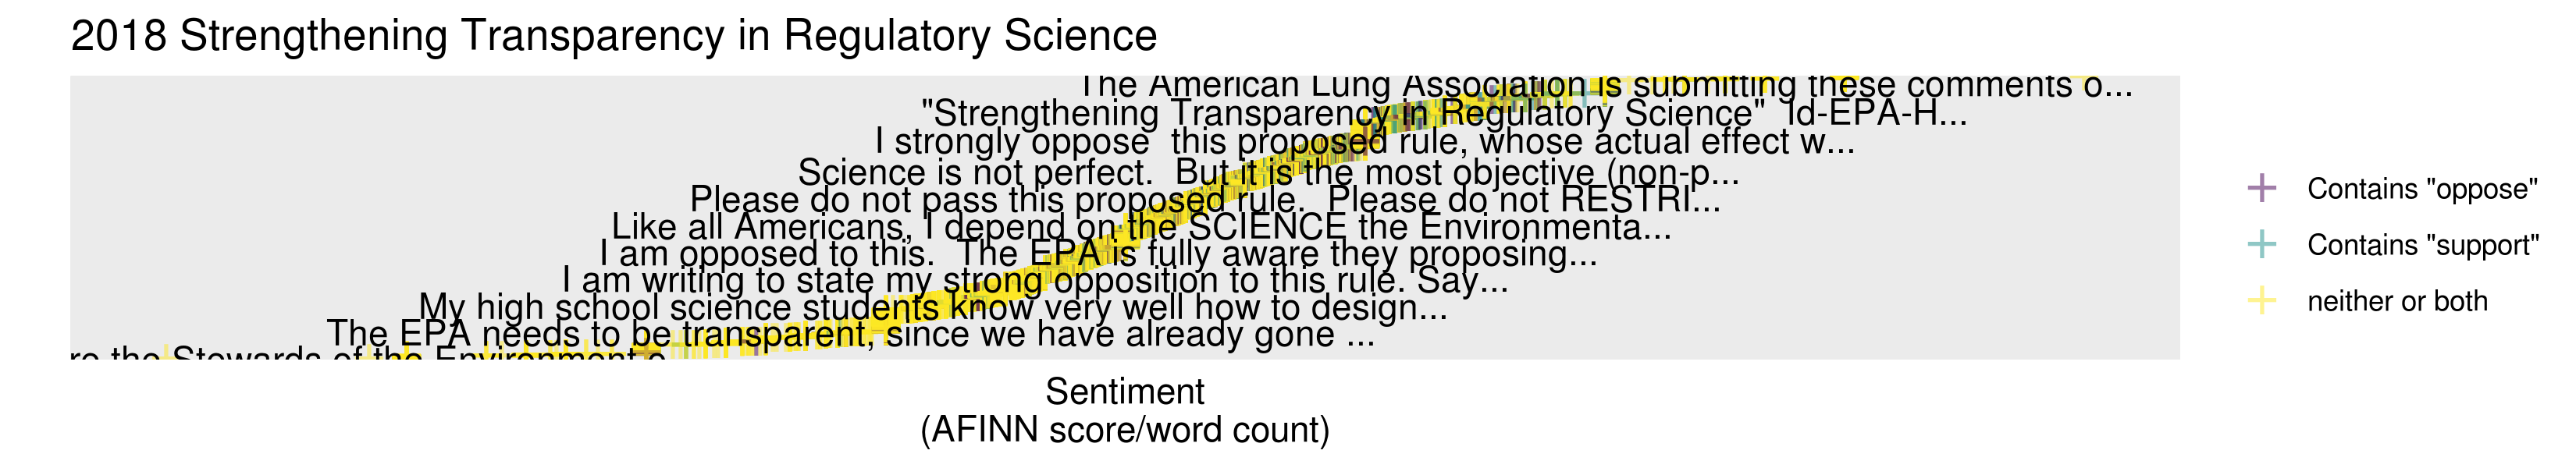 2018 Strengthening Transparency in Regulatory Science
The American Lung Association is submitting these comments o...
"Strengthening Transparency in Regulatory Science"  Id-EPA-H...
I strongly oppose  this proposed rule, whose actual effect w...
Science is not perfect.  But it is the most objective (non-p...
Please do not pass this proposed rule.  Please do not RESTRI...
Like all Americans, I depend on the SCIENCE the Environmenta...
I am opposed to this.  The EPA is fully aware they proposing...
I am writing to state my strong opposition to this rule. Say...
My high school science students know very well how to design...
The EPA needs to be transparent, since we have already gone ...
re the Stewards of the Environment
Sentiment
(AFINN score/word count)
Contains "oppose"
Contains "support"
neither or both